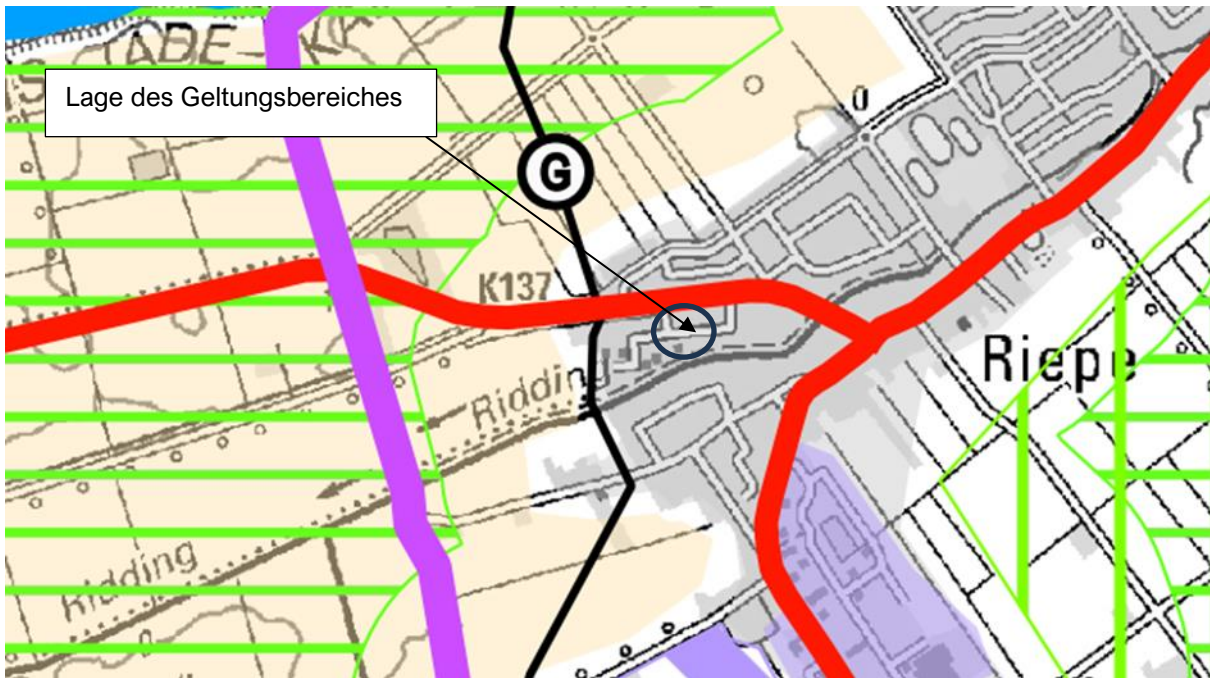 Lage des Geltungsbereiches
G
K137
Ridding
Riepe
Ridding